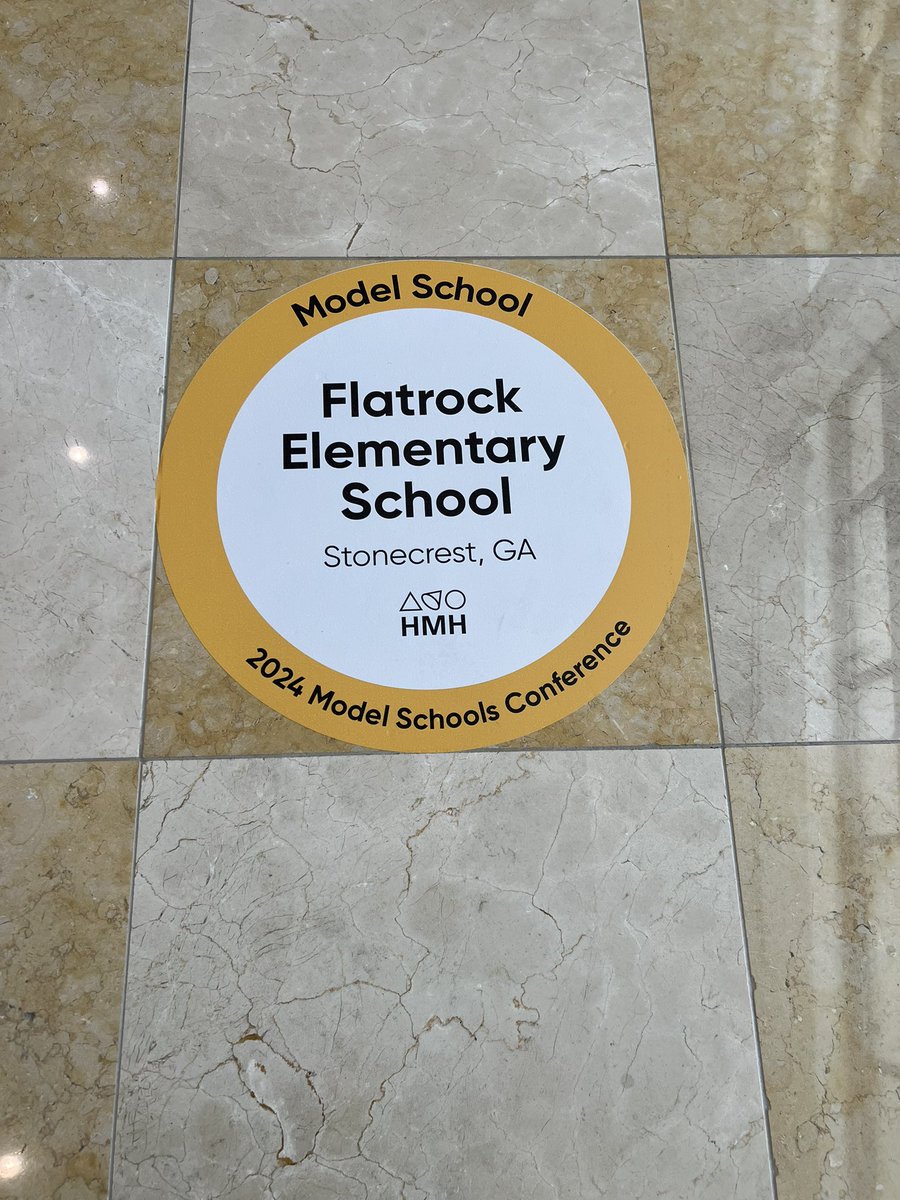 Model School
Flatrock
Elementary
School
Stonecrest, GA
HMH
2024 Model Schools Conference